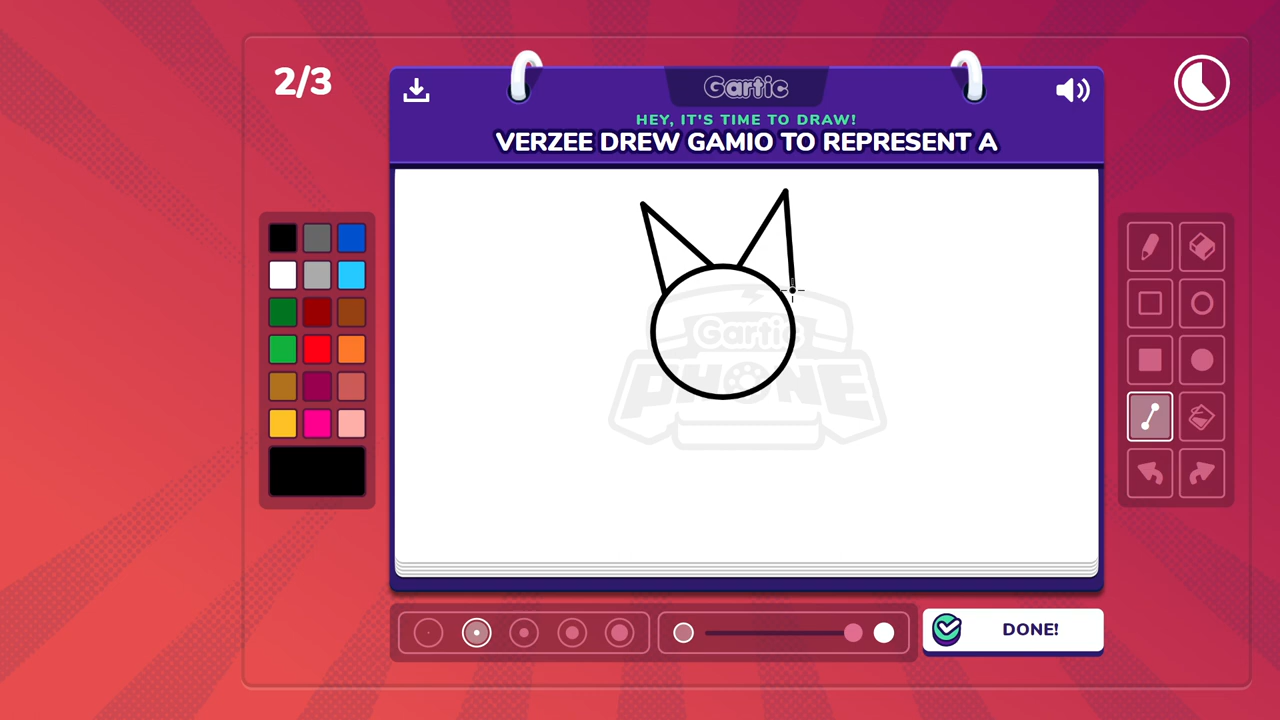 2/3
Gartic
HEY, IT'S TIME TO DRAW!
VERZEE DREW GAMIO TO REPRESENT A
Gartic
PHONE
DONE!